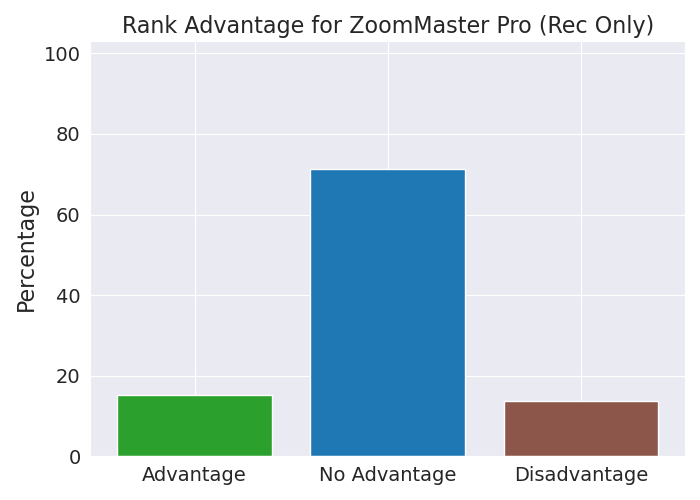 Rank Advantage for ZoomMaster Pro (Rec Only)
100
80
60
40
20
0
Percentage
Advantage
No Advantage
Disadvantage